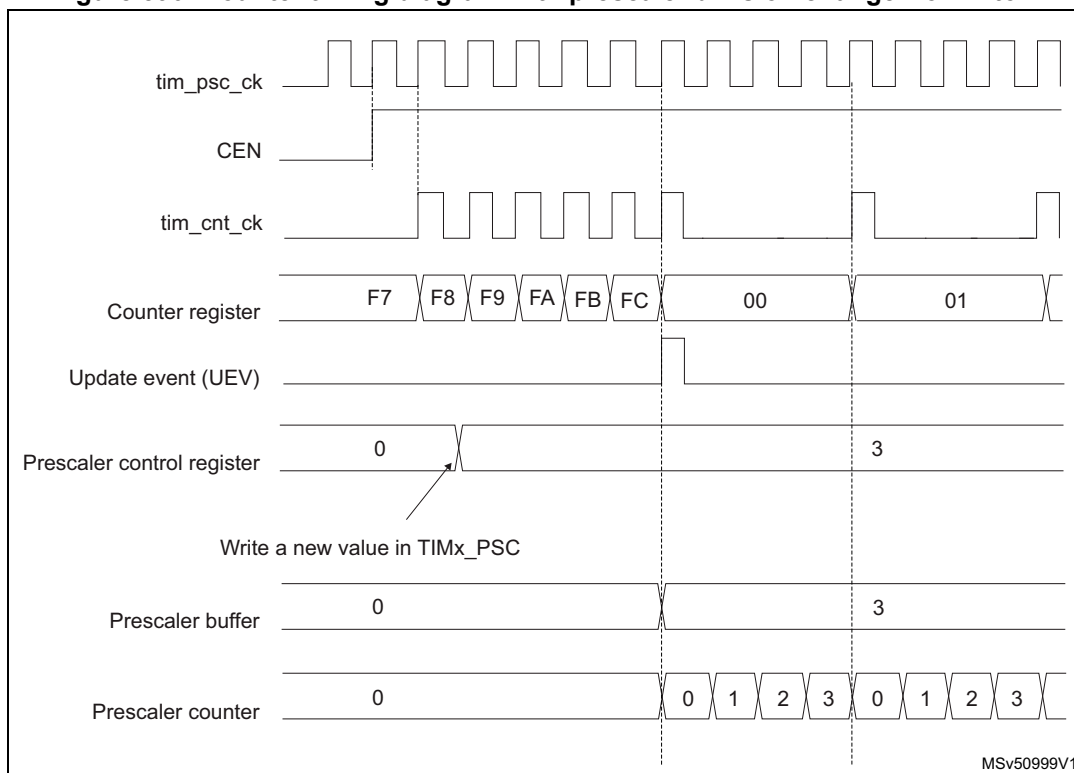 tim_psc_ck
CEN
tim_cnt_ck
Counter register F7 F8 F9 FA FB FC 00 01
Update event (UEV)
Prescaler control register 0 3
Write a new value in TIMx_PSC
Prescaler buffer 0 3
Prescaler counter 0 0 1 2 3 0 1 2 3
MSv50999V1